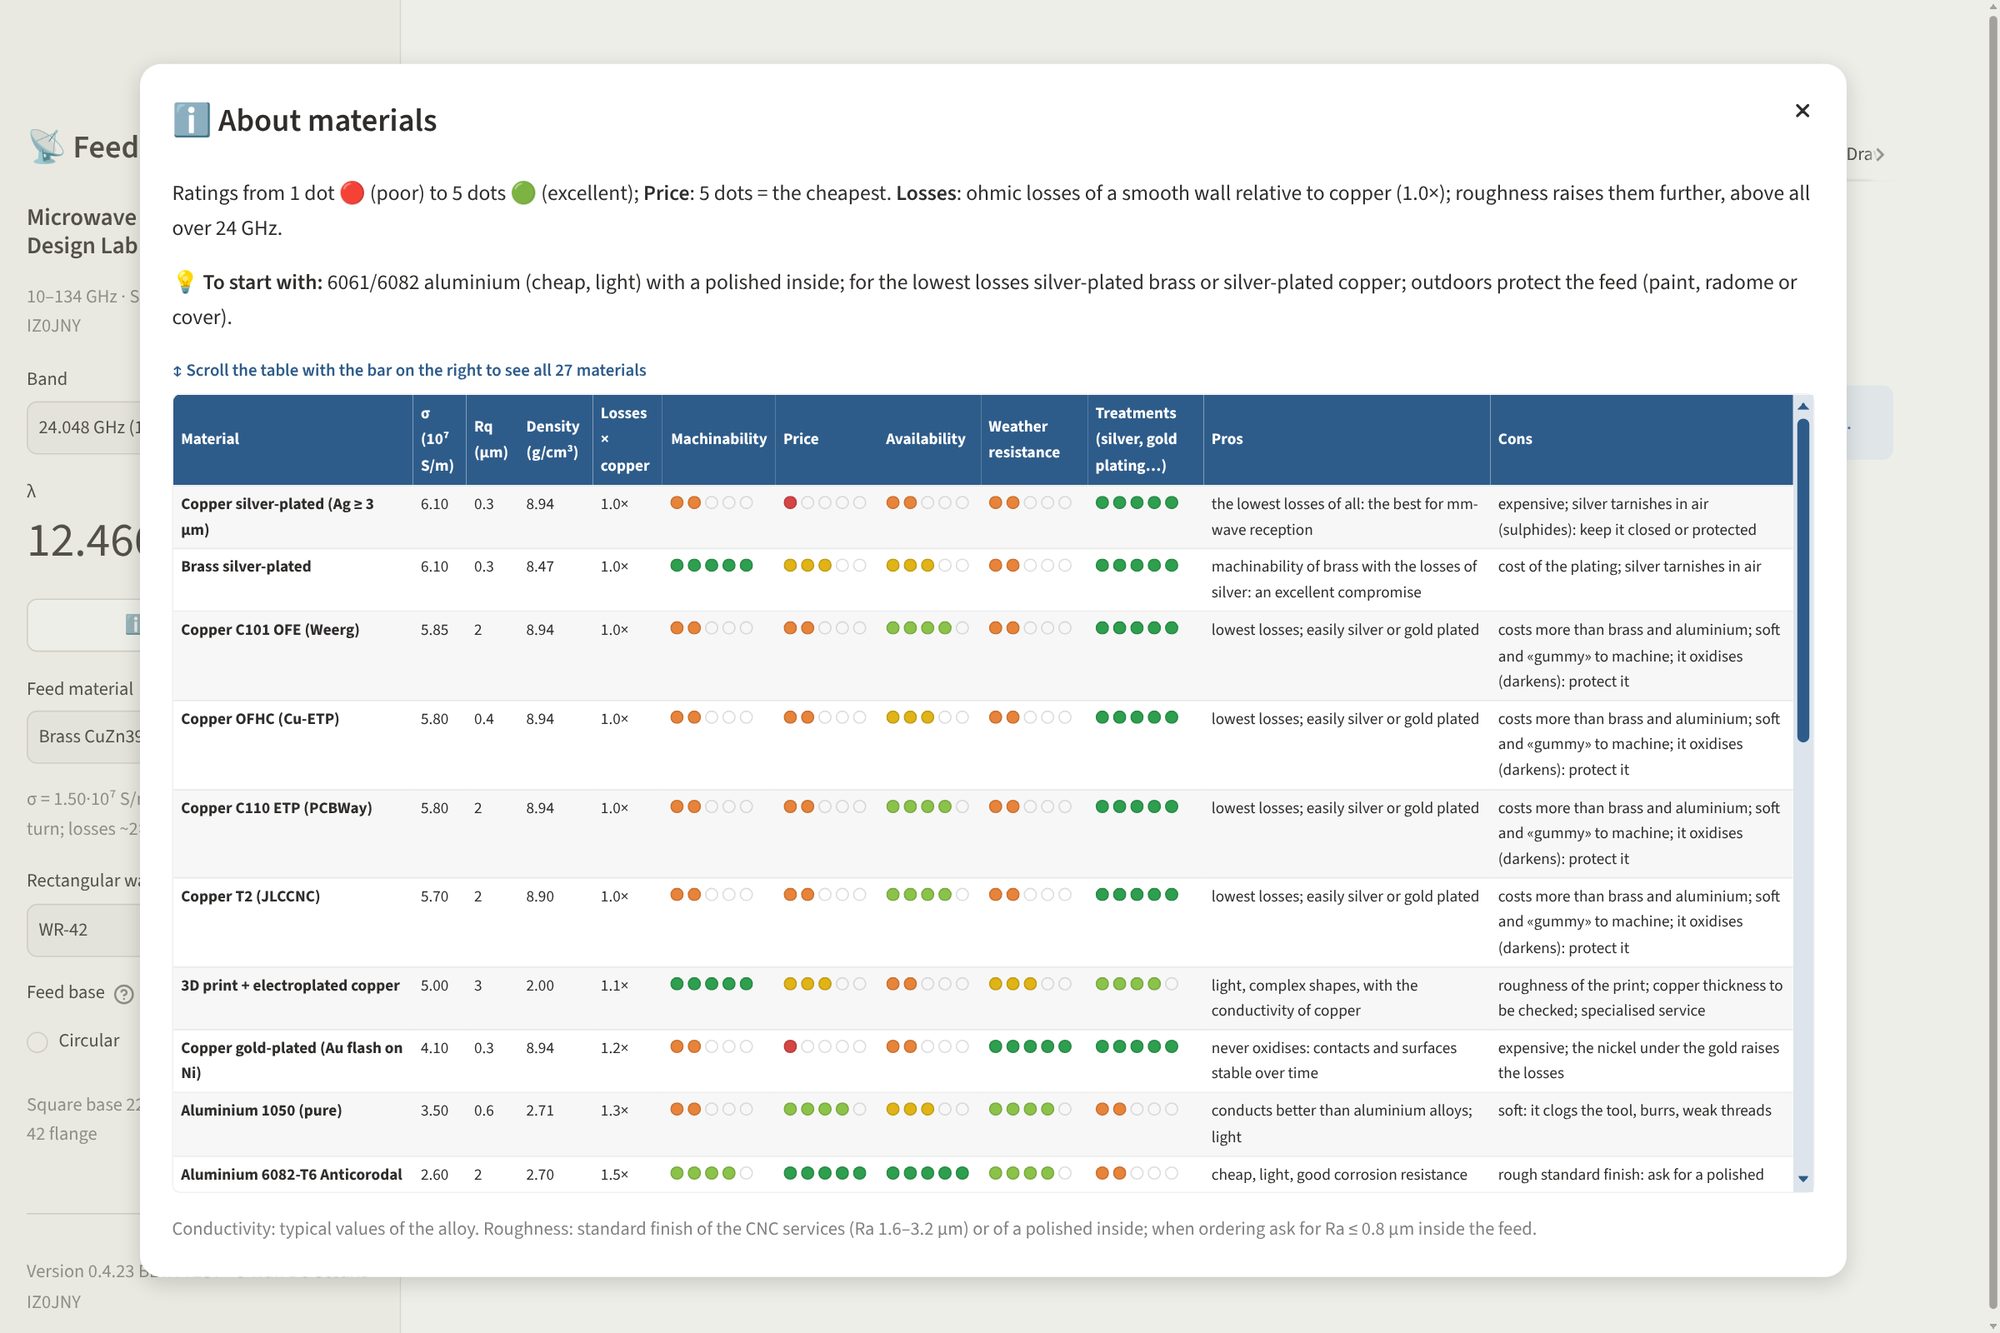 ℹ️ About materials
×
Ratings from 1 dot 🔴 (poor) to 5 dots 🟢 (excellent); Price: 5 dots = the cheapest. Losses: ohmic losses of a smooth wall relative to copper (1.0×); roughness raises them further, above all
over 24 GHz.
💡 To start with: 6061/6082 aluminium (cheap, light) with a polished inside; for the lowest losses silver-plated brass or silver-plated copper; outdoors protect the feed (paint, radome or
cover).
↕ Scroll the table with the bar on the right to see all 27 materials
Material σ (10⁷ S/m) Rq (µm) Density (g/cm³) Losses × copper Machinability Price Availability Weather resistance Treatments (silver, gold plating…) Pros Cons
Copper silver-plated (Ag ≥ 3 6.10 0.3 8.94 1.0× the lowest losses of all: the best for mm- expensive; silver tarnishes in air
µm) wave reception (sulphides): keep it closed or protected
Brass silver-plated 6.10 0.3 8.47 1.0× machinability of brass with the losses of cost of the plating; silver tarnishes in air
silver: an excellent compromise
Copper C101 OFE (Weerg) 5.85 2 8.94 1.0× lowest losses; easily silver or gold plated costs more than brass and aluminium; soft
and «gummy» to machine; it oxidises
(darkens): protect it
Copper OFHC (Cu-ETP) 5.80 0.4 8.94 1.0× lowest losses; easily silver or gold plated costs more than brass and aluminium; soft
and «gummy» to machine; it oxidises
(darkens): protect it
Copper C110 ETP (PCBWay) 5.80 2 8.94 1.0× lowest losses; easily silver or gold plated costs more than brass and aluminium; soft
and «gummy» to machine; it oxidises
(darkens): protect it
Copper T2 (JLCCNC) 5.70 2 8.90 1.0× lowest losses; easily silver or gold plated costs more than brass and aluminium; soft
and «gummy» to machine; it oxidises
(darkens): protect it
3D print + electroplated copper 5.00 3 2.00 1.1× light, complex shapes, with the roughness of the print; copper thickness to
conductivity of copper be checked; specialised service
Copper gold-plated (Au flash on 4.10 0.3 8.94 1.2× never oxidises: contacts and surfaces expensive; the nickel under the gold raises
Ni) stable over time the losses
Aluminium 1050 (pure) 3.50 0.6 2.71 1.3× conducts better than aluminium alloys; soft: it clogs the tool, burrs, weak threads
light
Aluminium 6082-T6 Anticorodal 2.60 2 2.70 1.5× cheap, light, good corrosion resistance rough standard finish: ask for a polished
Conductivity: typical values of the alloy. Roughness: standard finish of the CNC services (Ra 1.6–3.2 µm) or of a polished inside; when ordering ask for Ra ≤ 0.8 µm inside the feed.
📡 Feed
Microwave
Design Lab
10–134 GHz · S
IZ0JNY
Band
24.048 GHz (1
λ
12.466
ℹ️
Feed material
Brass CuZn39
σ = 1.50·10⁷ S/
turn; losses ~2
Rectangular wa
WR-42
Feed base
Circular
Square base 22
42 flange
Version 0.4.23 B
IZ0JNY
Dra